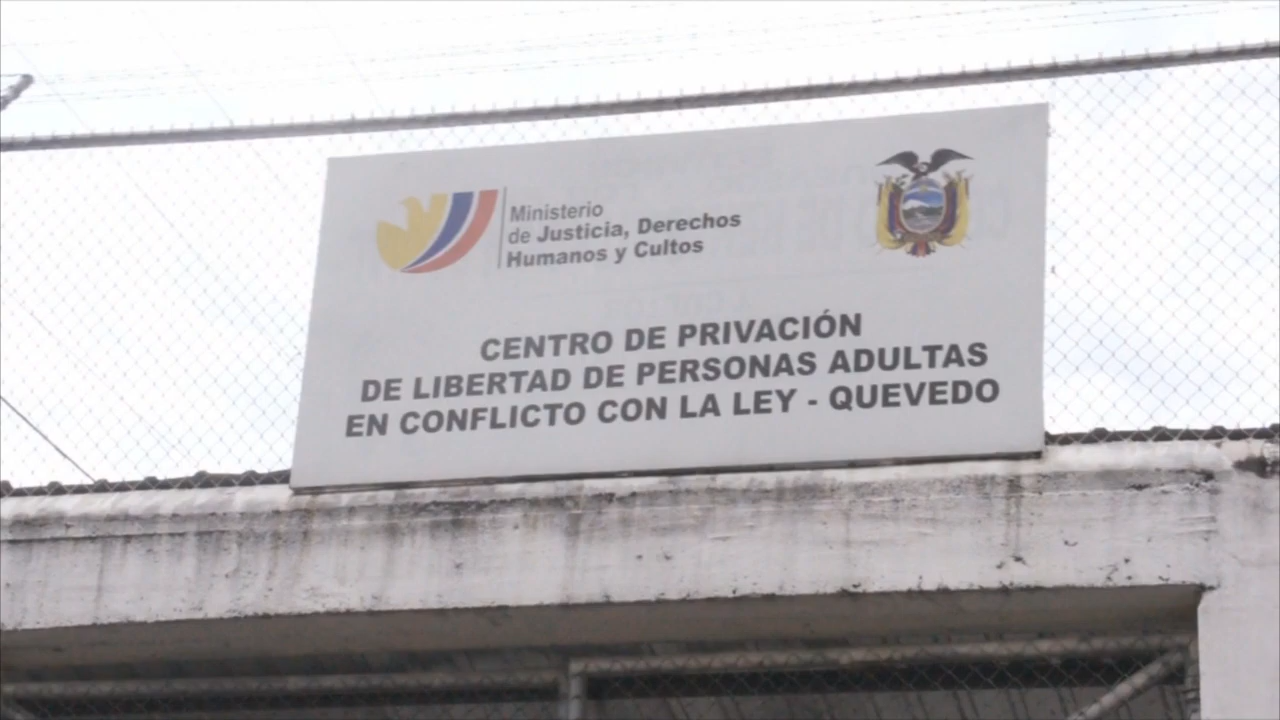 Ministerio
de Justicia, Derechos
Humanos y Cultos
CENTRO DE PRIVACIÓN
DE LIBERTAD DE PERSONAS ADULTAS
EN CONFLICTO CON LA LEY - QUEVEDO